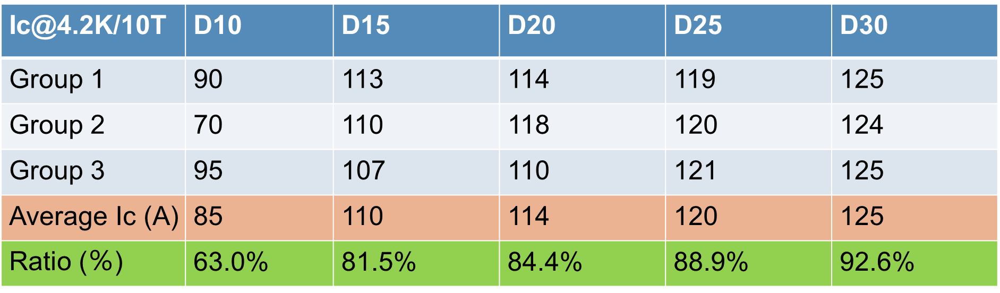 Ic@4.2K/10T D10 D15 D20 D25 D30
Group 1 90 113 114 119 125
Group 2 70 110 118 120 124
Group 3 95 107 110 121 125
Average Ic (A) 85 110 114 120 125
Ratio (%) 63.0% 81.5% 84.4% 88.9% 92.6%